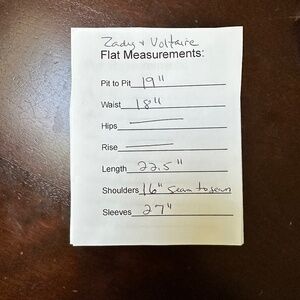 Zady + Voltaire
Flat Measurements:
Pit to Pit 19"
Waist 18"
Hips
Rise
Length 22.5"
Shoulders 16" seam to seam
Sleeves 27"